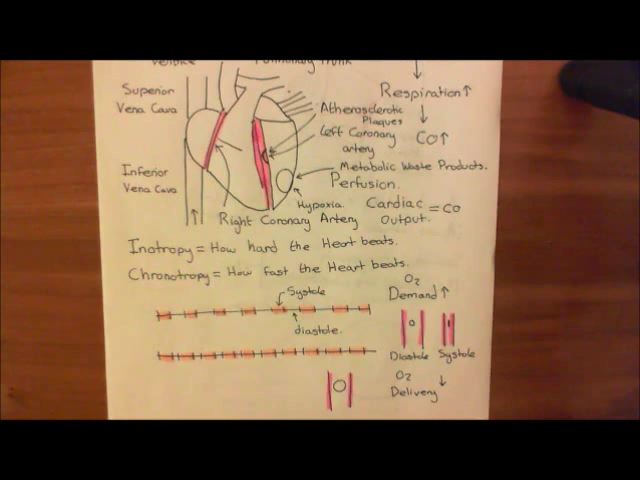 Pulmonary Trunk
Superior
Vena Cava
Respiration↑
Atherosclerotic
Plaques
Left Coronary
artery
CO↑
Inferior
Vena Cava
Metabolic Waste Products.
Perfusion.
Hypoxia.
Right Coronary Artery
Cardiac = CO
Output.
Inotropy = How hard the Heart beats.
Chronotropy = How fast the Heart beats.
Systole
diastole.
O2
Demand↑
Diastole Systole
O2
Delivery↓